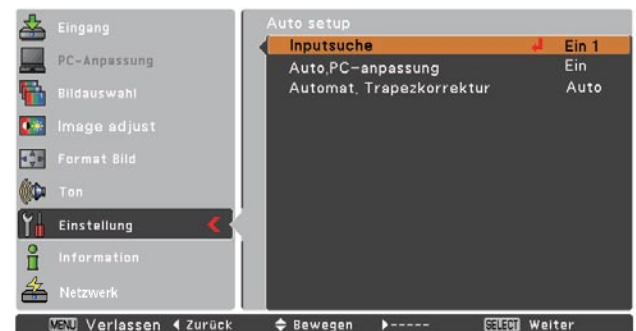 Eingang
PC-Anpassung
Bildauswahl
Image adjust
Format Bild
Ton
Einstellung
Information
Netzwerk
Auto setup
Inputsuche Ein 1
Auto,PC-anpassung Ein
Automat. Trapezkorrektur Auto
MENU Verlassen Zurück Bewegen ----- SELECT Weiter